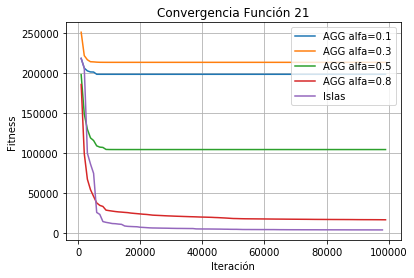 Convergencia Función 21
Fitness
250000
200000
150000
100000
50000
0
AGG alfa=0.1
AGG alfa=0.3
AGG alfa=0.5
AGG alfa=0.8
Islas
0 20000 40000 60000 80000 100000
Iteración